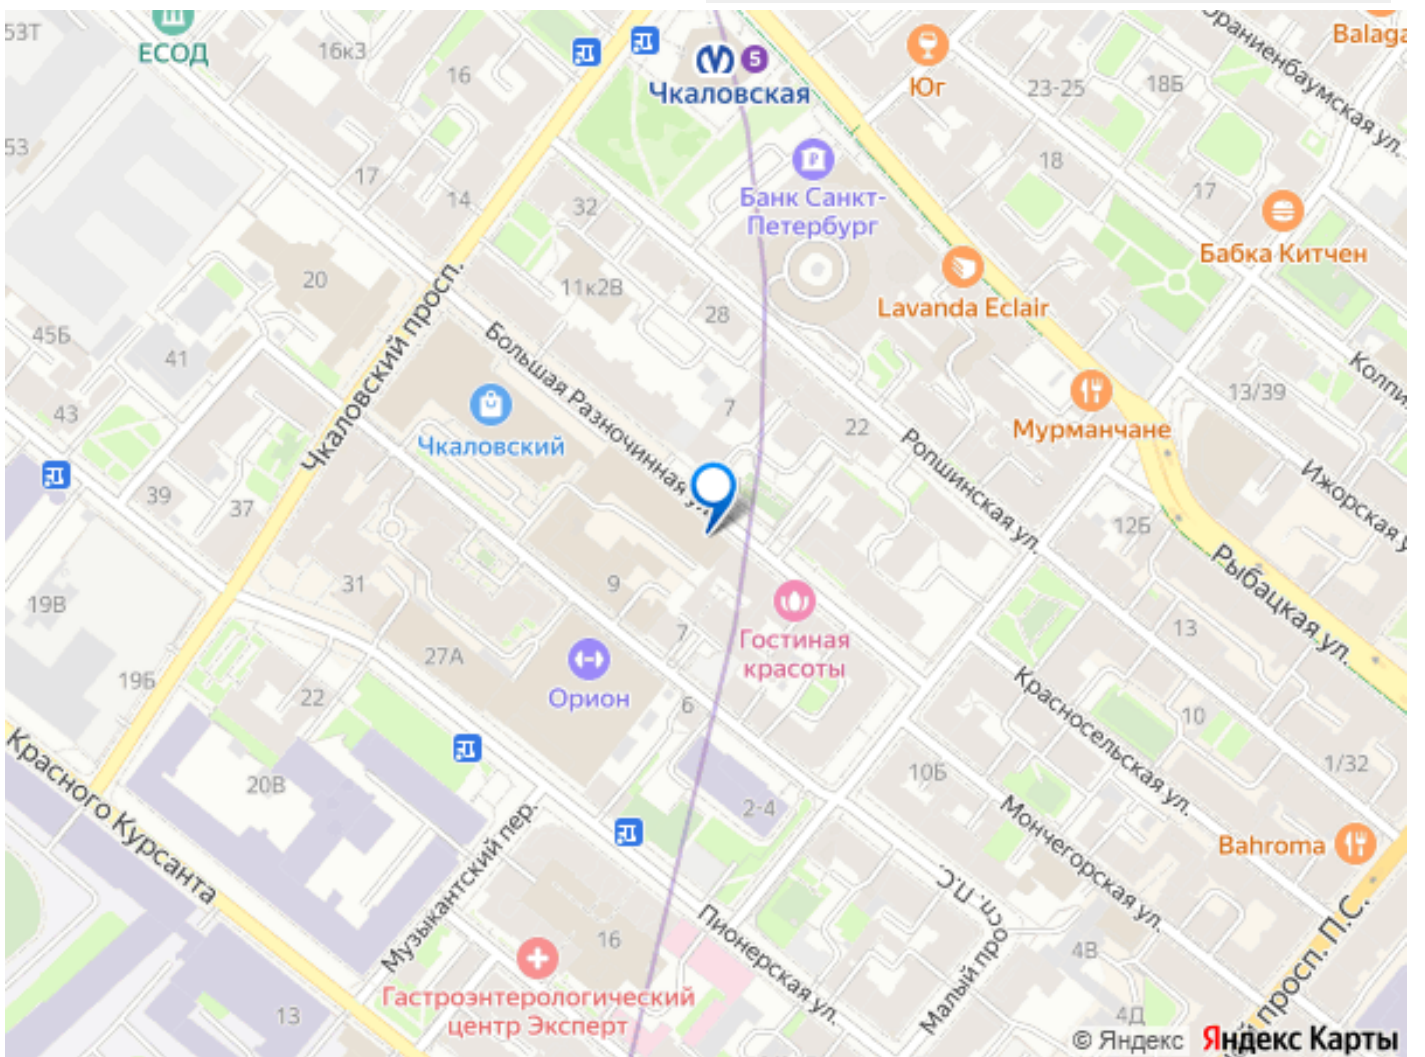 53Т
ЕСОД
16к3
16
5
Чкаловская
Юг
23-25
18Б
Ораниенбаумская ул.
Balaga
53
17
14
32
Банк Санкт-
Петербург
18
17
Бабка Китчен
20
Чкаловский просп.
11к2В
28
Lavanda Eclair
45Б
41
Большая Разночинная ул.
43
Чкаловский
7
22
Мурманчане
13/39
Колпи
39
37
Ропшинская ул.
12Б
Ижорская у
31
9
19В
7
Гостиная
красоты
Рыбацкая ул.
13
27А
Орион
6
19Б
22
Красносельская ул.
10
1/32
Красного Курсанта
20В
10Б
2-4
Мончегорская ул.
Bahroma
Музыкантский пер.
Малый просп. П.С.
16
Пионерская ул.
4В
й просп. П.С.
Гастроэнтерологический
центр Эксперт
13
4Д
© Яндекс Яндекс Карты